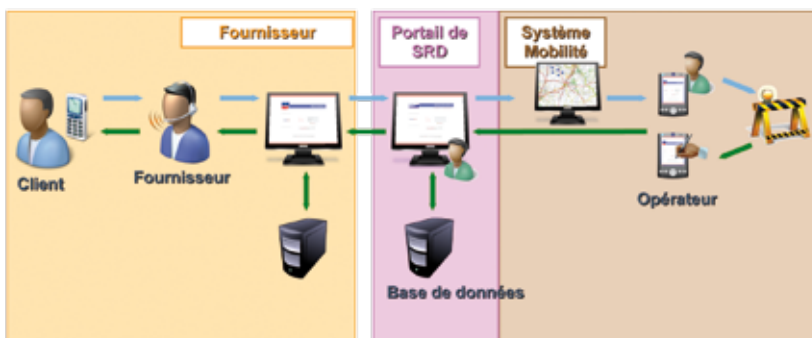 Fournisseur
Portail de
SRD
Système
Mobilité
Client
Fournisseur
Opérateur
Base de données